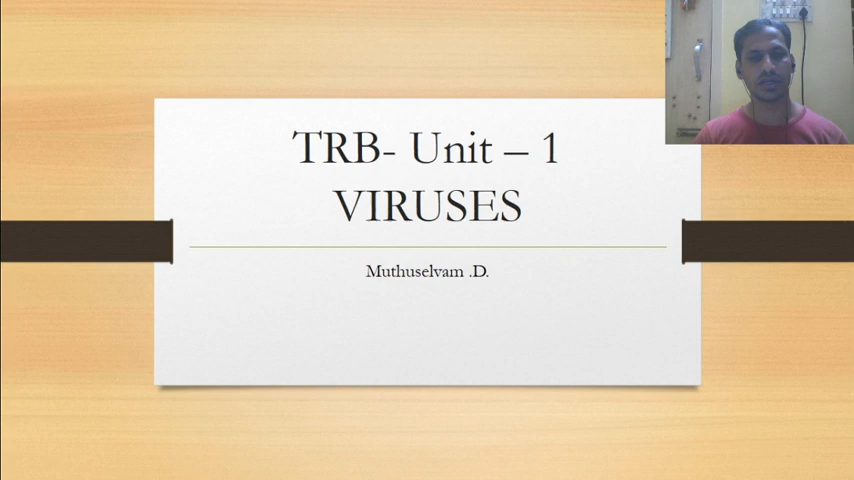 TRB- Unit – 1
VIRUSES
Muthuselvam .D.